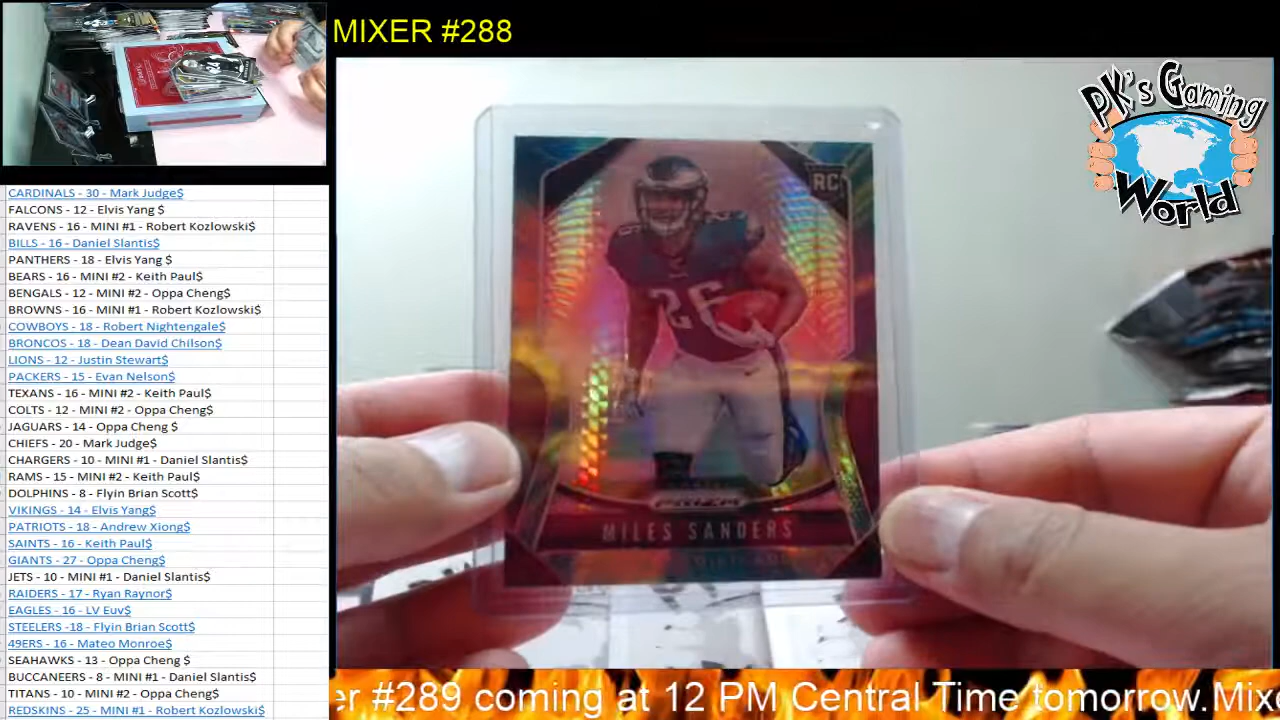 MIXER #288
PK's Gaming
World
CARDINALS - 30 - Mark Judge$
FALCONS - 12 - Elvis Yang $
RAVENS - 16 - MINI #1 - Robert Kozlowski$
BILLS - 16 - Daniel Slantis$
PANTHERS - 18 - Elvis Yang $
BEARS - 16 - MINI #2 - Keith Paul$
BENGALS - 12 - MINI #2 - Oppa Cheng$
BROWNS - 16 - MINI #1 - Robert Kozlowski$
COWBOYS - 18 - Robert Nightengale$
BRONCOS - 18 - Dean David Chilson$
LIONS - 12 - Justin Stewart$
PACKERS - 15 - Evan Nelson$
TEXANS - 16 - MINI #2 - Keith Paul$
COLTS - 12 - MINI #2 - Oppa Cheng$
JAGUARS - 14 - Oppa Cheng $
CHIEFS - 20 - Mark Judge$
CHARGERS - 10 - MINI #1 - Daniel Slantis$
RAMS - 15 - MINI #2 - Keith Paul$
DOLPHINS - 8 - Flyin Brian Scott$
VIKINGS - 14 - Elvis Yang$
PATRIOTS - 18 - Andrew Xiong$
SAINTS - 16 - Keith Paul$
GIANTS - 27 - Oppa Cheng$
JETS - 10 - MINI #1 - Daniel Slantis$
RAIDERS - 17 - Ryan Raynor$
EAGLES - 16 - LV Euv$
STEELERS -18 - Flyin Brian Scott$
49ERS - 16 - Mateo Monroe$
SEAHAWKS - 13 - Oppa Cheng $
BUCCANEERS - 8 - MINI #1 - Daniel Slantis$
TITANS - 10 - MINI #2 - Oppa Cheng$
REDSKINS - 25 - MINI #1 - Robert Kozlowski$
RC
26
26
PRIZM
MILES SANDERS
er #289 coming at 12 PM Central Time tomorrow.Mixe